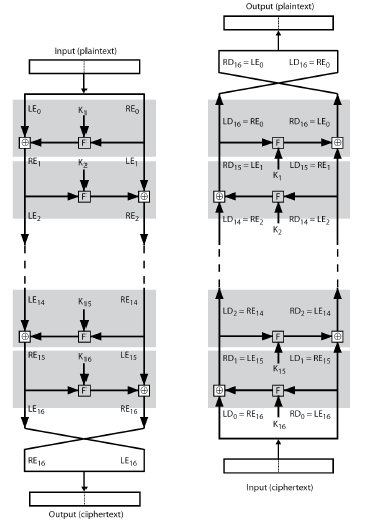 Output (plaintext)
Input (plaintext)
RD16 = LE0 LD16 = RE0
LE0 K1 RE0
F
RE1 K2 LE1
F
LE2 RE2
LD16 = RE0 RD16 = LE0
F
RD15 = LE1 K1 LD15 = RE1
F
LD14 = RE2 K2 RD14 = LE2
LE14 K15 RE14
F
RE15 K16 LE15
F
LE16 RE16
RE16 LE16
Output (ciphertext)
LD2 = RE14 RD2 = LE14
F
RD1 = LE15 K15 LD1 = RE15
F
LD0 = RE16 K16 RD0 = LE16
Input (ciphertext)